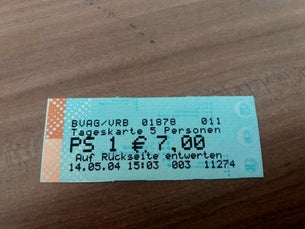 BVAG/VRB 01878 011
Tageskarte 5 Personen
PS 1 € 7,00
Auf Rückseite entwerten
14.05.04 15:03 003 11274